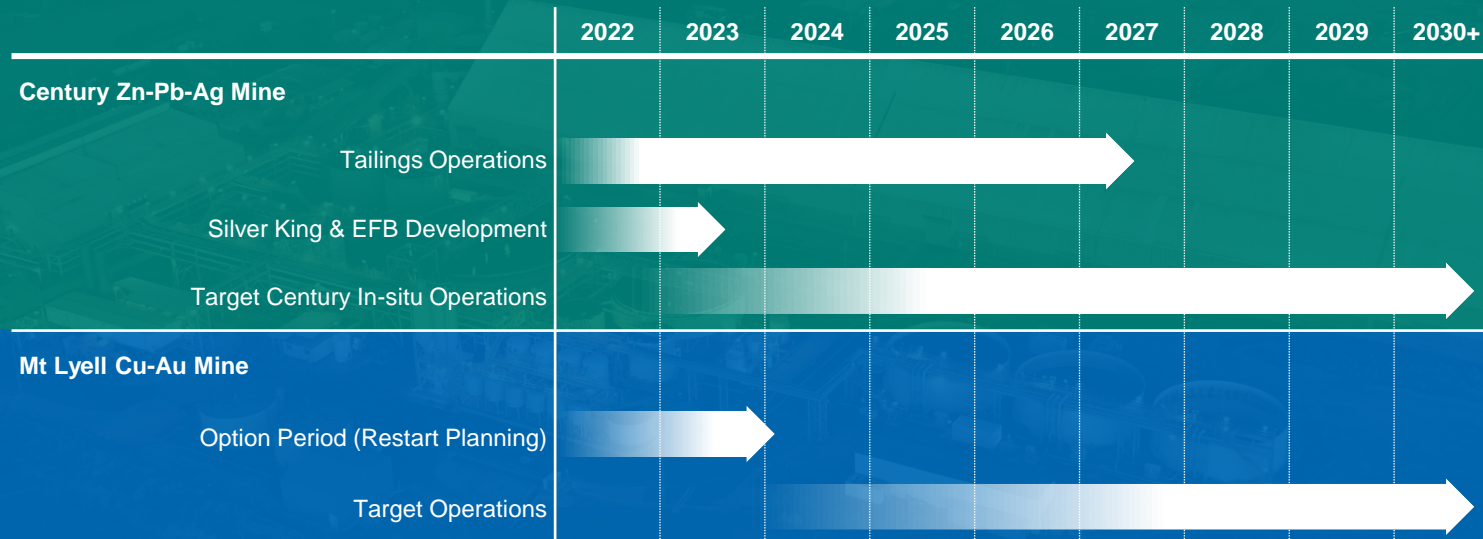 2022 2023 2024 2025 2026 2027 2028 2029 2030+
Century Zn-Pb-Ag Mine
Tailings Operations
Silver King & EFB Development
Target Century In-situ Operations
Mt Lyell Cu-Au Mine
Option Period (Restart Planning)
Target Operations